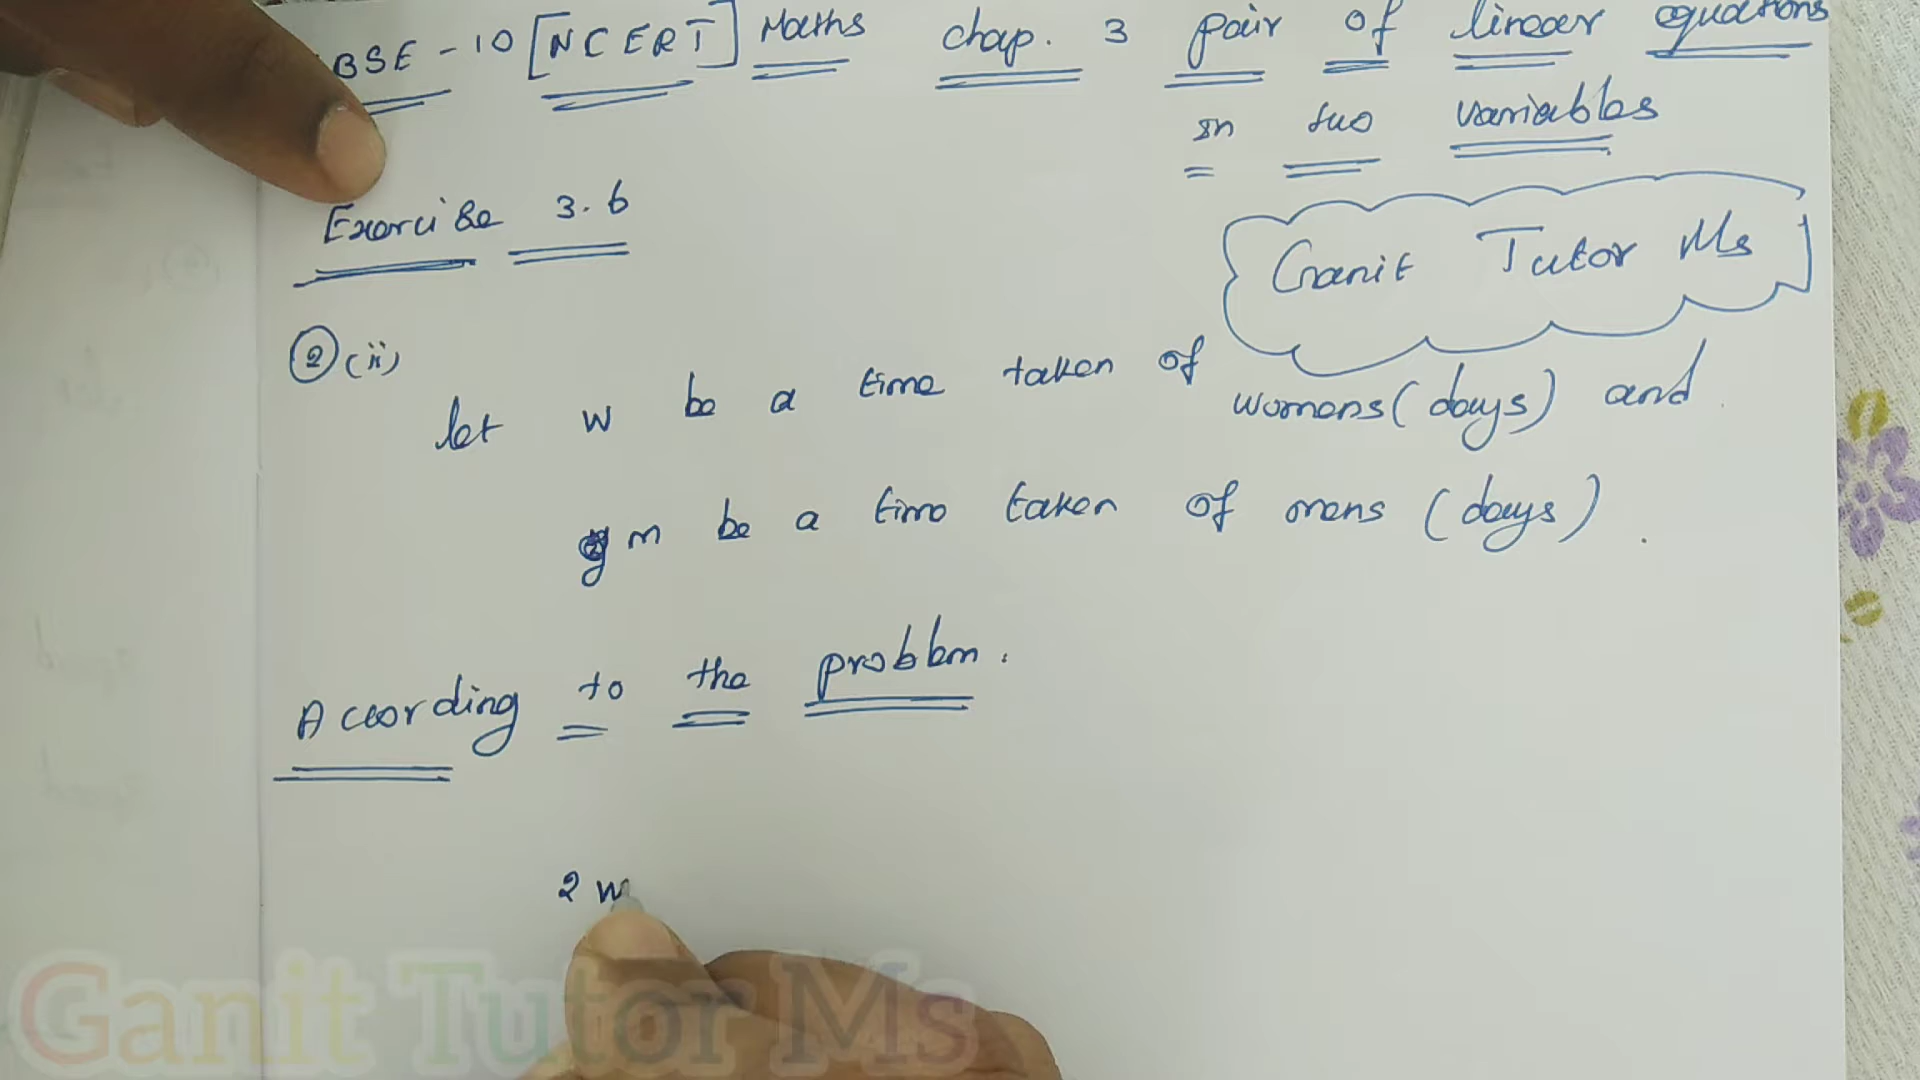 BSE - 10 [NCERT] Maths chap. 3 pair of linear equations
in two variables
Exercise 3.6
Ganit Tutor Ms
2 (ii)
let w be a time taken of womens (days) and
m be a time taken of mens (days).
According to the problem.
2 w
Ganit Tutor Ms